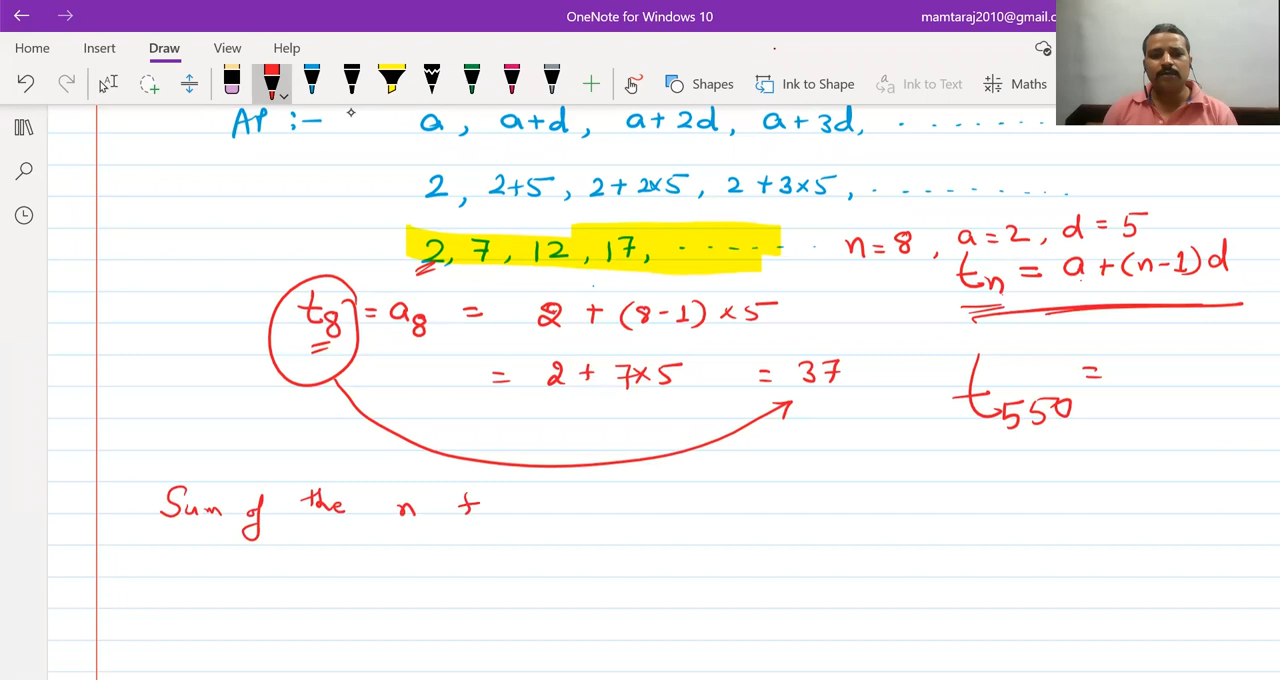 OneNote for Windows 10
mamtaraj2010@gmail.c
Home Insert Draw View Help
Shapes Ink to Shape Ink to Text Maths
AP :- a, a+d, a+2d, a+3d, ........
2, 2+5, 2+2×5, 2+3×5, ..........
2, 7, 12, 17, ....... n=8, a=2, d=5
tn = a+(n-1)d
t8 = a8 = 2 + (8-1) × 5
= 2 + 7×5 = 37
t550 =
Sum of the n t